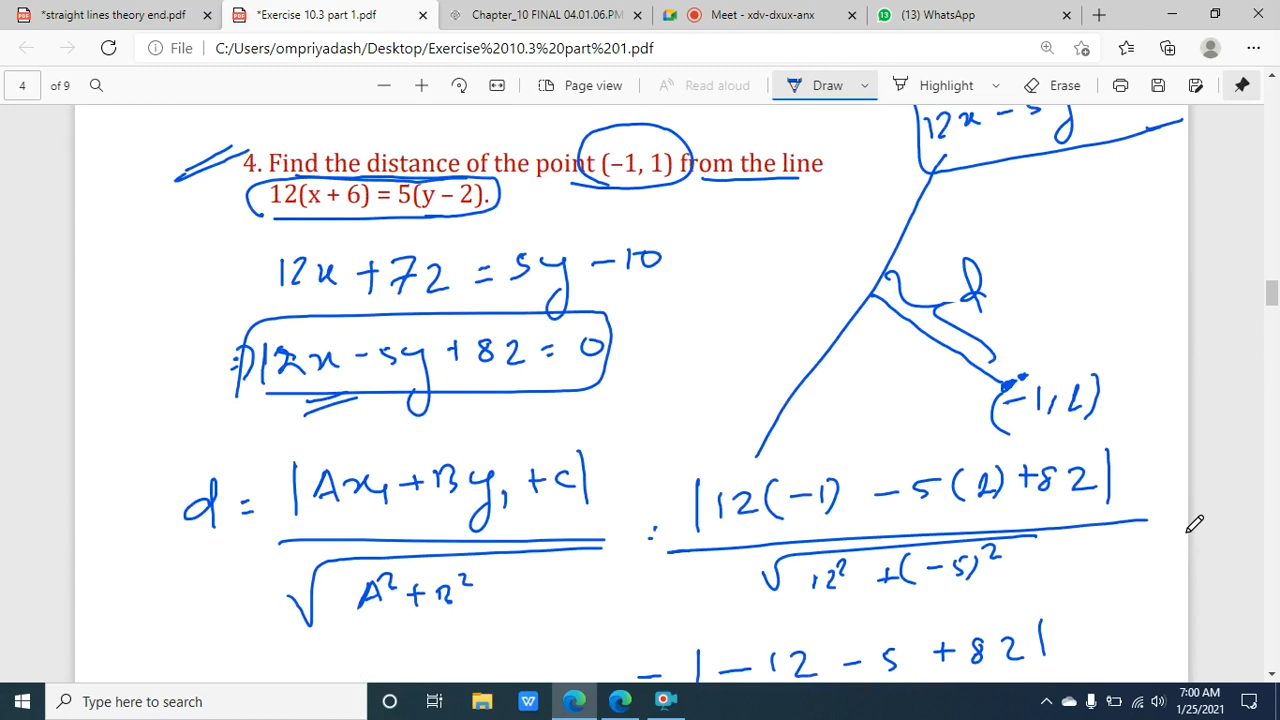 *straight lines theory end.pdf
*Exercise 10.3 part 1.pdf
Chapter_10 FINAL 04.01.06.PM
Meet - xdv-dxux-anx
(13) WhatsApp
File
C:/Users/ompriyadash/Desktop/Exercise%2010.3%20part%201.pdf
4 of 9
Page view
Read aloud
Draw
Highlight
Erase
12x - 5y
4. Find the distance of the point (–1, 1) from the line
12(x + 6) = 5(y – 2).
12x + 72 = 5y - 10
⇒ 12x - 5y + 82 = 0
d
(-1, 1)
d = |Ax₁ + By₁ + C| / √A² + B² = |12(-1) - 5(1) + 82| / √12² + (-5)²
= |-12 - 5 + 82|
Type here to search
7:00 AM
1/25/2021